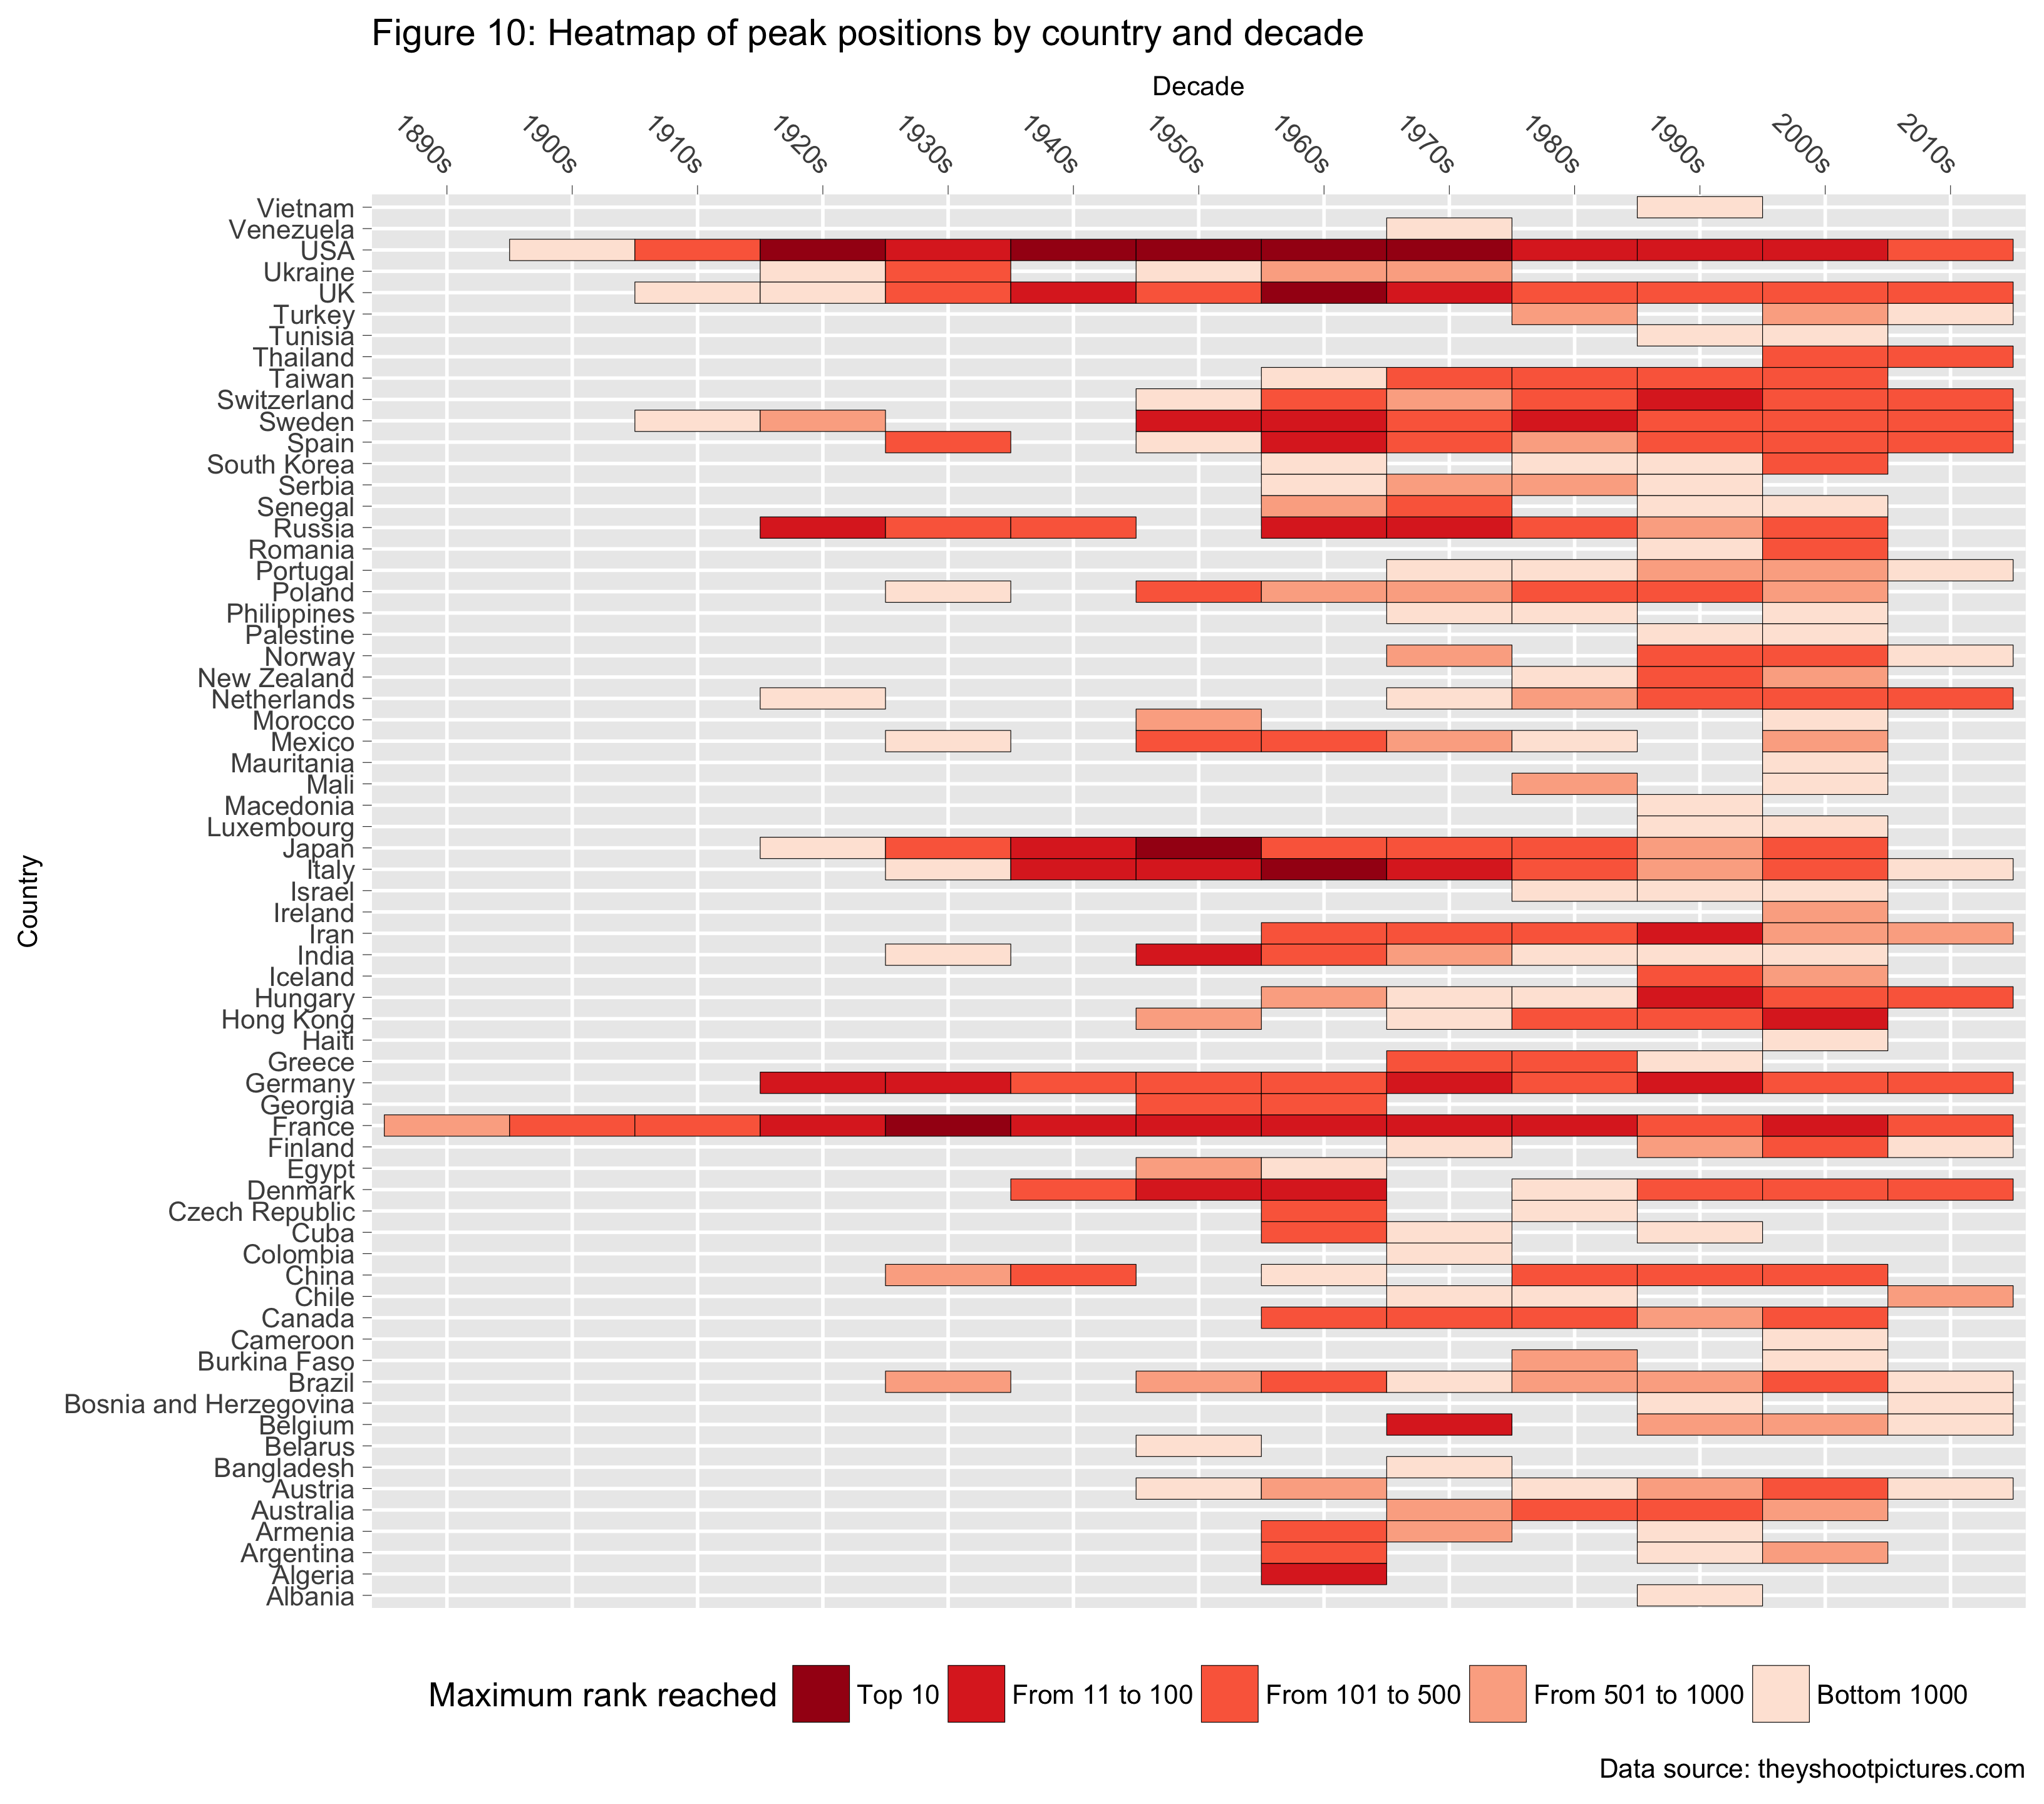 Figure 10: Heatmap of peak positions by country and decade
Decade
1890s
1900s
1910s
1920s
1930s
1940s
1950s
1960s
1970s
1980s
1990s
2000s
2010s
Country
Vietnam
Venezuela
USA
Ukraine
UK
Turkey
Tunisia
Thailand
Taiwan
Switzerland
Sweden
Spain
South Korea
Serbia
Senegal
Russia
Romania
Portugal
Poland
Philippines
Palestine
Norway
New Zealand
Netherlands
Morocco
Mexico
Mauritania
Mali
Macedonia
Luxembourg
Japan
Italy
Israel
Ireland
Iran
India
Iceland
Hungary
Hong Kong
Haiti
Greece
Germany
Georgia
France
Finland
Egypt
Denmark
Czech Republic
Cuba
Colombia
China
Chile
Canada
Cameroon
Burkina Faso
Brazil
Bosnia and Herzegovina
Belgium
Belarus
Bangladesh
Austria
Australia
Armenia
Argentina
Algeria
Albania
Maximum rank reached Top 10 From 11 to 100 From 101 to 500 From 501 to 1000 Bottom 1000
Data source: theyshootpictures.com